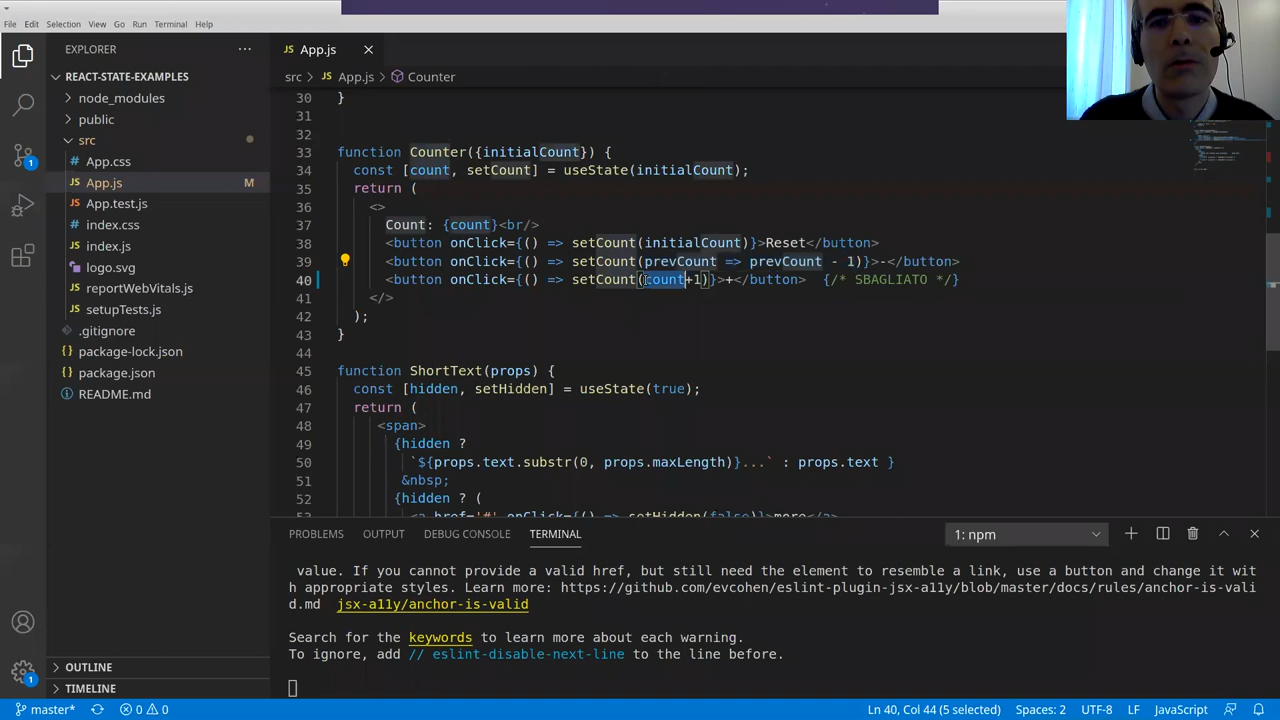 File Edit Selection View Go Run Terminal Help
EXPLORER
REACT-STATE-EXAMPLES
node_modules
public
src
App.css
App.js M
App.test.js
index.css
index.js
logo.svg
reportWebVitals.js
setupTests.js
.gitignore
package-lock.json
package.json
README.md
OUTLINE
TIMELINE
1
1
JS App.js
src > JS App.js > Counter
30 }
31
32
33 function Counter({initialCount}) {
34 const [count, setCount] = useState(initialCount);
35 return (
36 <>
37 Count: {count}<br/>
38 <button onClick={() => setCount(initialCount)}>Reset</button>
39 <button onClick={() => setCount(prevCount => prevCount - 1)}>-</button>
40 <button onClick={() => setCount(count+1)}>+</button> {/* SBAGLIATO */}
41 </>
42 );
43 }
44
45 function ShortText(props) {
46 const [hidden, setHidden] = useState(true);
47 return (
48 <span>
49 {hidden ?
50 `${props.text.substr(0, props.maxLength)}...` : props.text }
51 &nbsp;
52 {hidden ? (
53 <a href='#' onClick={() => setHidden(false)}>more</a>
PROBLEMS OUTPUT DEBUG CONSOLE TERMINAL 1: npm
value. If you cannot provide a valid href, but still need the element to resemble a link, use a button and change it wit
h appropriate styles. Learn more: https://github.com/evcohen/eslint-plugin-jsx-a11y/blob/master/docs/rules/anchor-is-vali
d.md jsx-a11y/anchor-is-valid
Search for the keywords to learn more about each warning.
To ignore, add // eslint-disable-next-line to the line before.
master* 0 0 Ln 40, Col 44 (5 selected) Spaces: 2 UTF-8 LF JavaScript